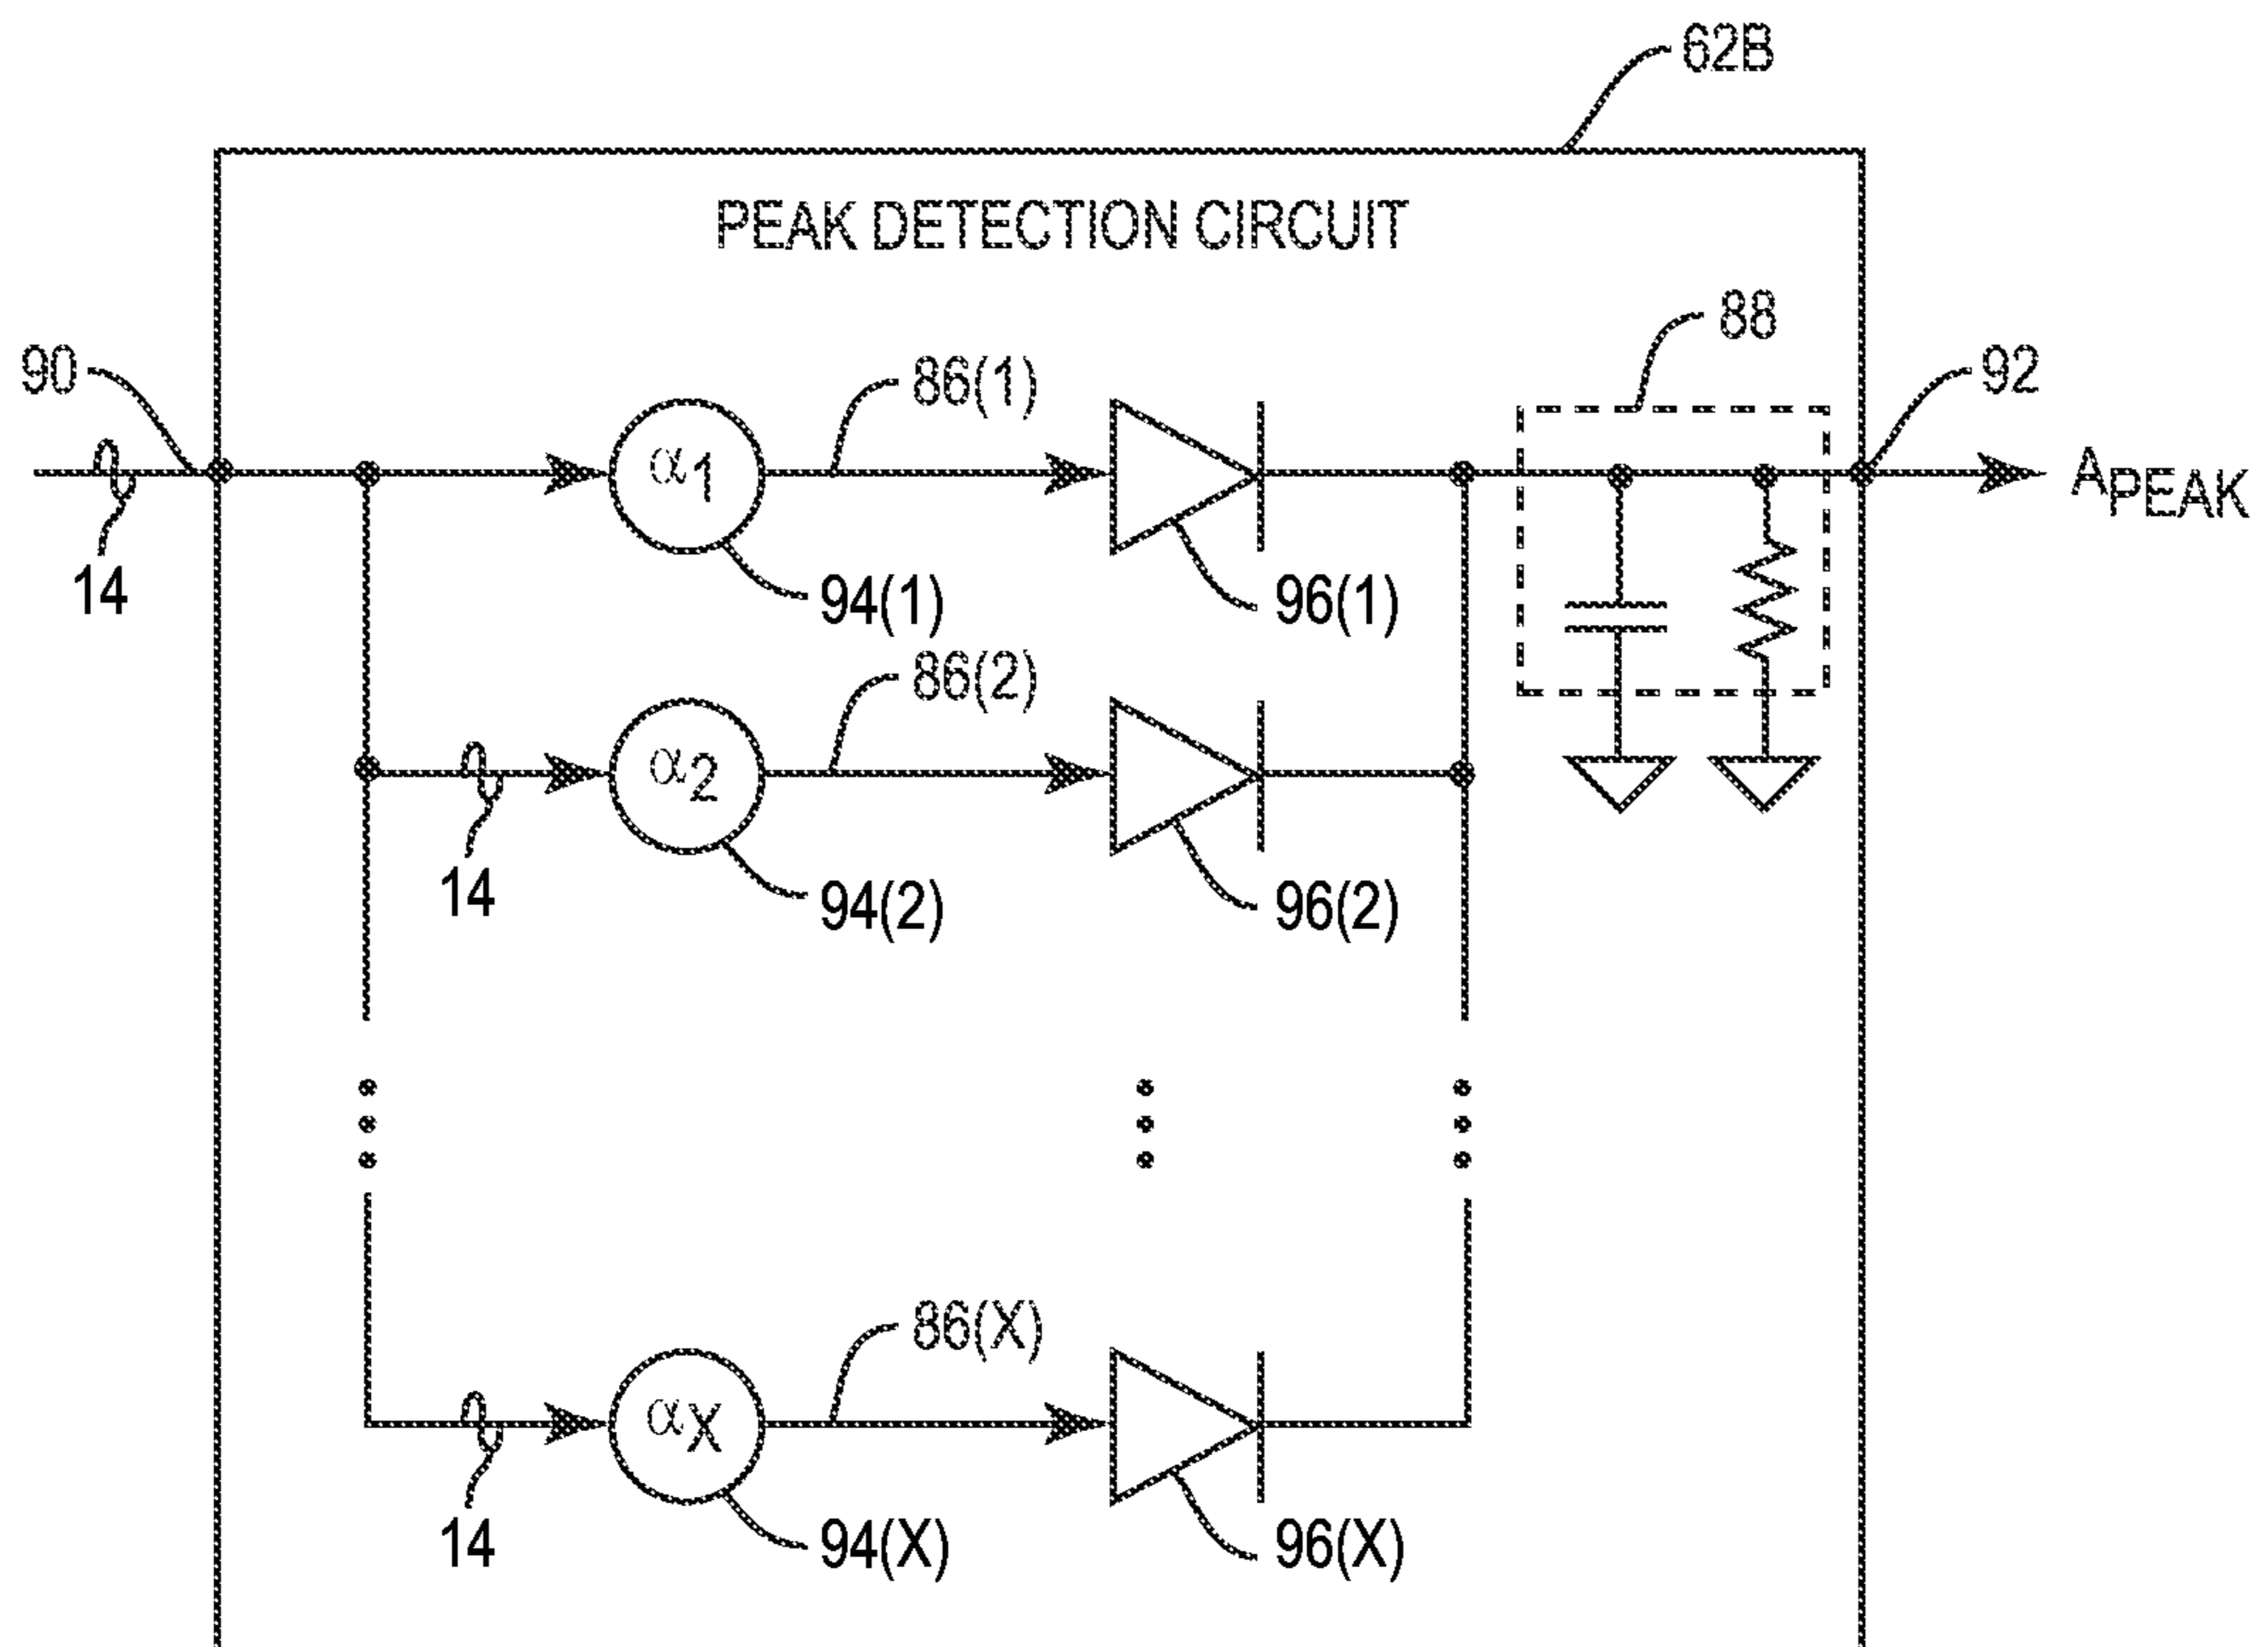 62B
PEAK DETECTION CIRCUIT
88
90
86(1)
92
α1
APEAK
14
94(1)
96(1)
86(2)
α2
14
94(2)
96(2)
86(X)
αX
14
94(X)
96(X)